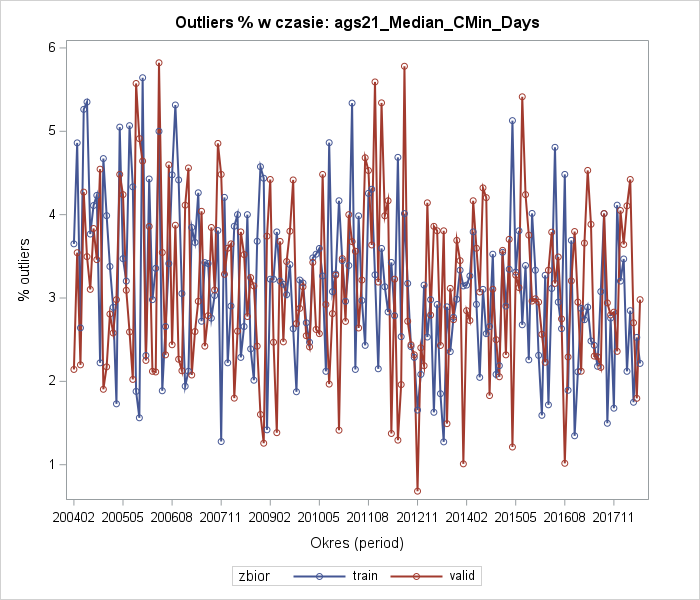 Outliers % w czasie: ags21_Median_CMin_Days
% outliers
6
5
4
3
2
1
200402 200505 200608 200711 200902 201005 201108 201211 201402 201505 201608 201711
Okres (period)
zbior train valid